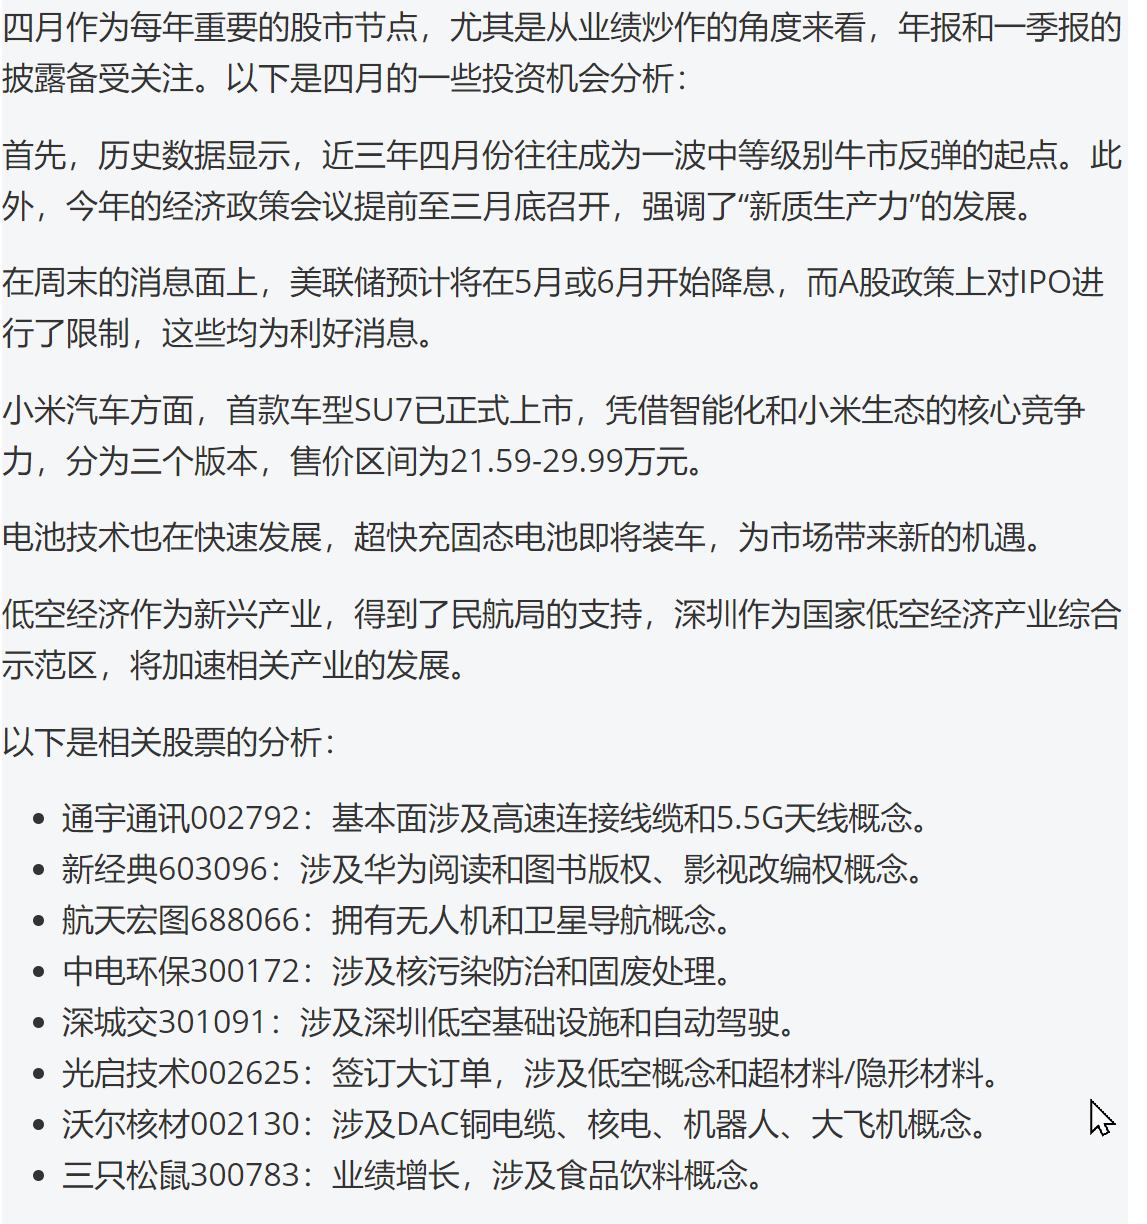 四月作为每年重要的股市节点，尤其是从业绩炒作的角度来看，年报和一季报的
披露备受关注。以下是四月的一些投资机会分析：
首先，历史数据显示，近三年四月份往往成为一波中等级别牛市反弹的起点。此
外，今年的经济政策会议提前至三月底召开，强调了“新质生产力”的发展。
在周末的消息面上，美联储预计将在5月或6月开始降息，而A股政策上对IPO进
行了限制，这些均为利好消息。
小米汽车方面，首款车型SU7已正式上市，凭借智能化和小米生态的核心竞争
力，分为三个版本，售价区间为21.59-29.99万元。
电池技术也在快速发展，超快充固态电池即将装车，为市场带来新的机遇。
低空经济作为新兴产业，得到了民航局的支持，深圳作为国家低空经济产业综合
示范区，将加速相关产业的发展。
以下是相关股票的分析：
• 通宇通讯002792：基本面涉及高速连接线缆和5.5G天线概念。
• 新经典603096：涉及华为阅读和图书版权、影视改编权概念。
• 航天宏图688066：拥有无人机和卫星导航概念。
• 中电环保300172：涉及核污染防治和固废处理。
• 深城交301091：涉及深圳低空基础设施和自动驾驶。
• 光启技术002625：签订大订单，涉及低空概念和超材料/隐形材料。
• 沃尔核材002130：涉及DAC铜电缆、核电、机器人、大飞机概念。
• 三只松鼠300783：业绩增长，涉及食品饮料概念。